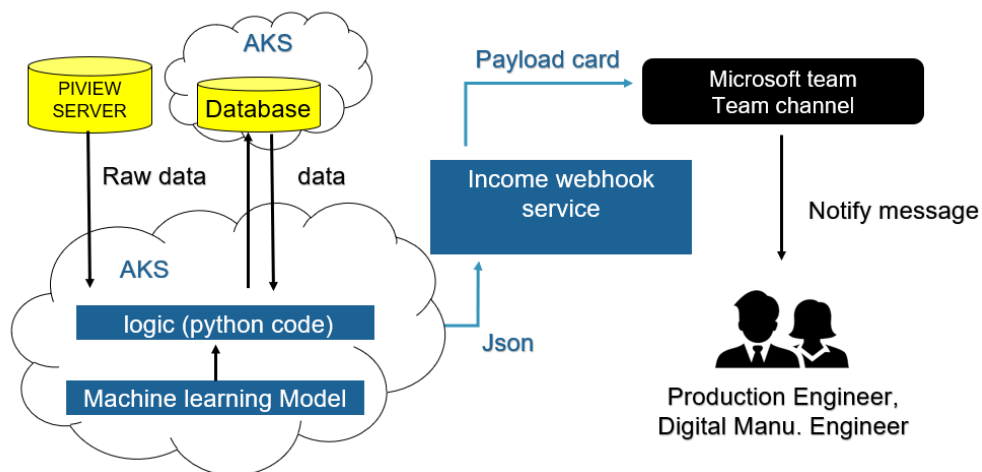 AKS
PIVIEW
SERVER
Database
Raw data
data
Payload card
Microsoft team
Team channel
Income webhook
service
Notify message
AKS
logic (python code)
Json
Machine learning Model
Production Engineer,
Digital Manu. Engineer